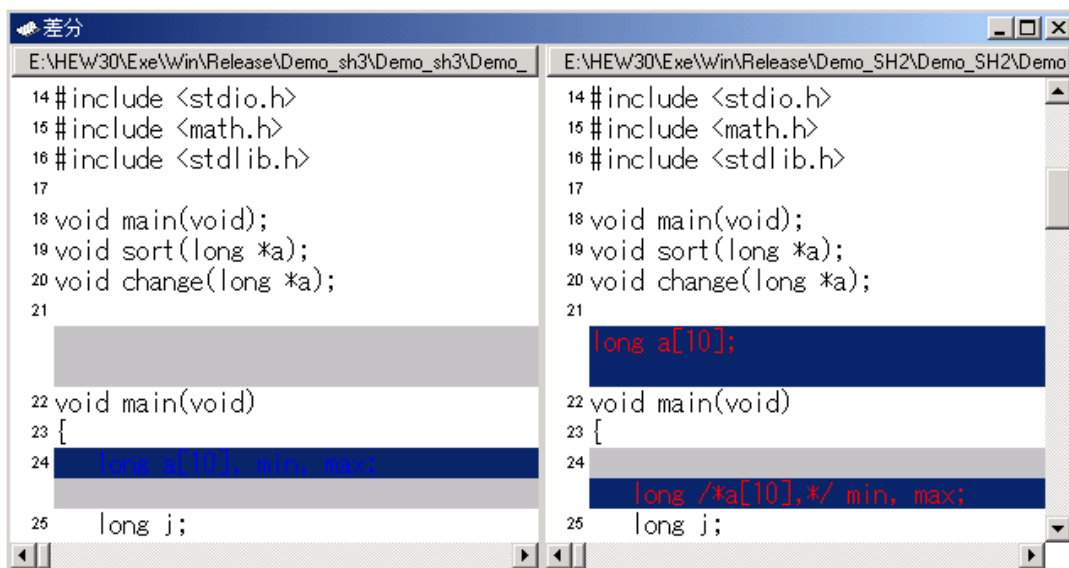 差分
E:\HEW30\Exe\Win\Release\Demo_sh3\Demo_sh3\Demo_
14 #include <stdio.h>
15 #include <math.h>
16 #include <stdlib.h>
17
18 void main(void);
19 void sort(long *a);
20 void change(long *a);
21
22 void main(void)
23 {
24 long a[10], min, max;
25 long j;
E:\HEW30\Exe\Win\Release\Demo_SH2\Demo_SH2\Demo
14 #include <stdio.h>
15 #include <math.h>
16 #include <stdlib.h>
17
18 void main(void);
19 void sort(long *a);
20 void change(long *a);
21
long a[10];
22 void main(void)
23 {
24
long /*a[10],*/ min, max;
25 long j;